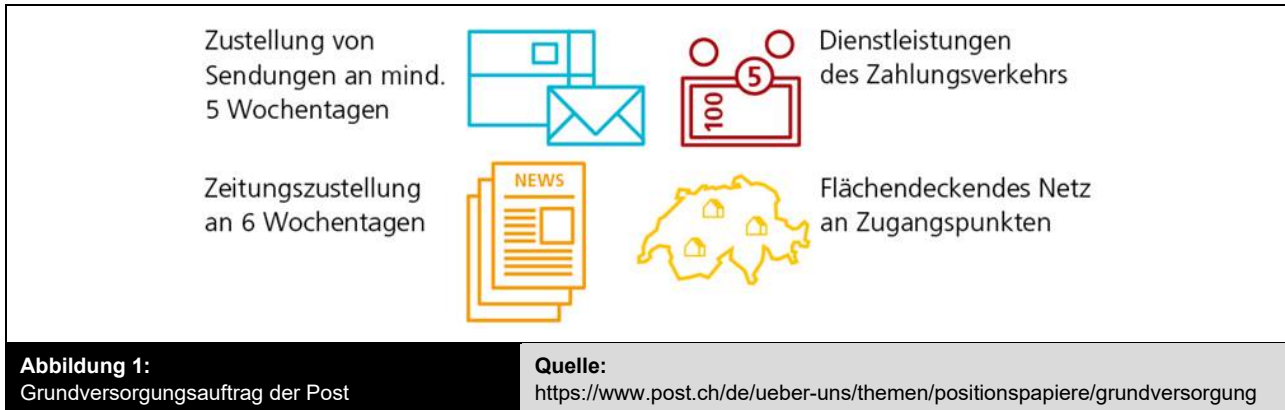 Zustellung von
Sendungen an mind.
5 Wochentagen
5
100
Dienstleistungen
des Zahlungsverkehrs
Zeitungszustellung
an 6 Wochentagen
NEWS
Flächendeckendes Netz
an Zugangspunkten
Abbildung 1:
Grundversorgungsauftrag der Post
Quelle:
https://www.post.ch/de/ueber-uns/themen/positionspapiere/grundversorgung